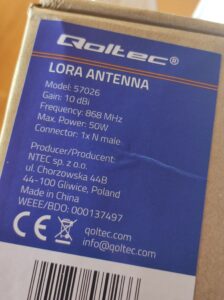 Qoltec®
LORA ANTENNA
Model: 57026
Gain: 10 dBi
Frequency: 868 MHz
Max. Power: 50W
Connector: 1x N male
Producer/Producent:
NTEC sp. z o.o.
ul. Chorzowska 44B
44-100 Gliwice, Poland
Made in China
WEEE/BDO: 000137497
CE
qoltec.com
info@qoltec.com